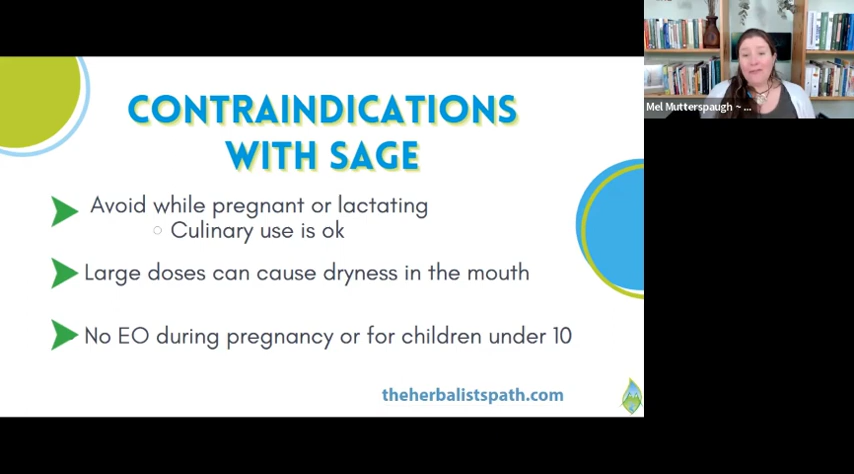 CONTRAINDICATIONS
WITH SAGE
Avoid while pregnant or lactating
Culinary use is ok
Large doses can cause dryness in the mouth
No EO during pregnancy or for children under 10
theherbalistspath.com
Mel Mutterspaugh ~ ...